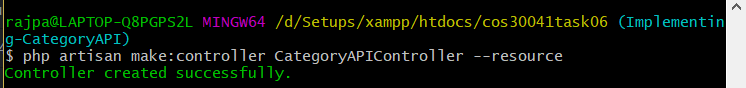 rajpa@LAPTOP-Q8PGPS2L MINGW64 /d/Setups/xampp/htdocs/cos30041task06 (Implementin
g-CategoryAPI)
$ php artisan make:controller CategoryAPIController --resource
Controller created successfully.